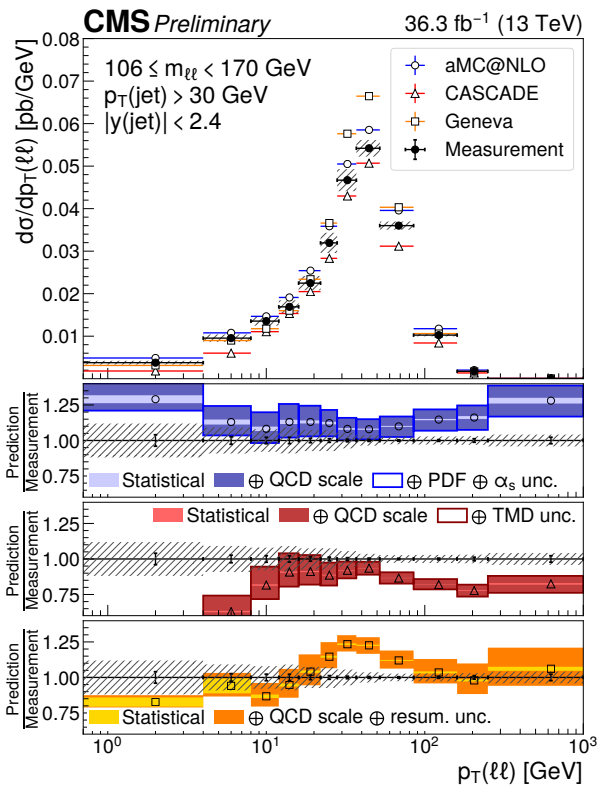 CMS Preliminary 36.3 fb⁻¹ (13 TeV)
dσ/dp_T(ℓℓ) [pb/GeV]
0.08
0.07
0.06
0.05
0.04
0.03
0.02
0.01
106 ≤ m_ℓℓ < 170 GeV
p_T(jet) > 30 GeV
|y(jet)| < 2.4
aMC@NLO
CASCADE
Geneva
Measurement
Prediction
Measurement
1.25
1.00
0.75
Statistical ⊕ QCD scale ⊕ PDF ⊕ α_s unc.
Prediction
Measurement
1.25
1.00
0.75
Statistical ⊕ QCD scale ⊕ TMD unc.
Prediction
Measurement
1.25
1.00
0.75
Statistical ⊕ QCD scale ⊕ resum. unc.
10⁰ 10¹ 10² 10³
p_T(ℓℓ) [GeV]